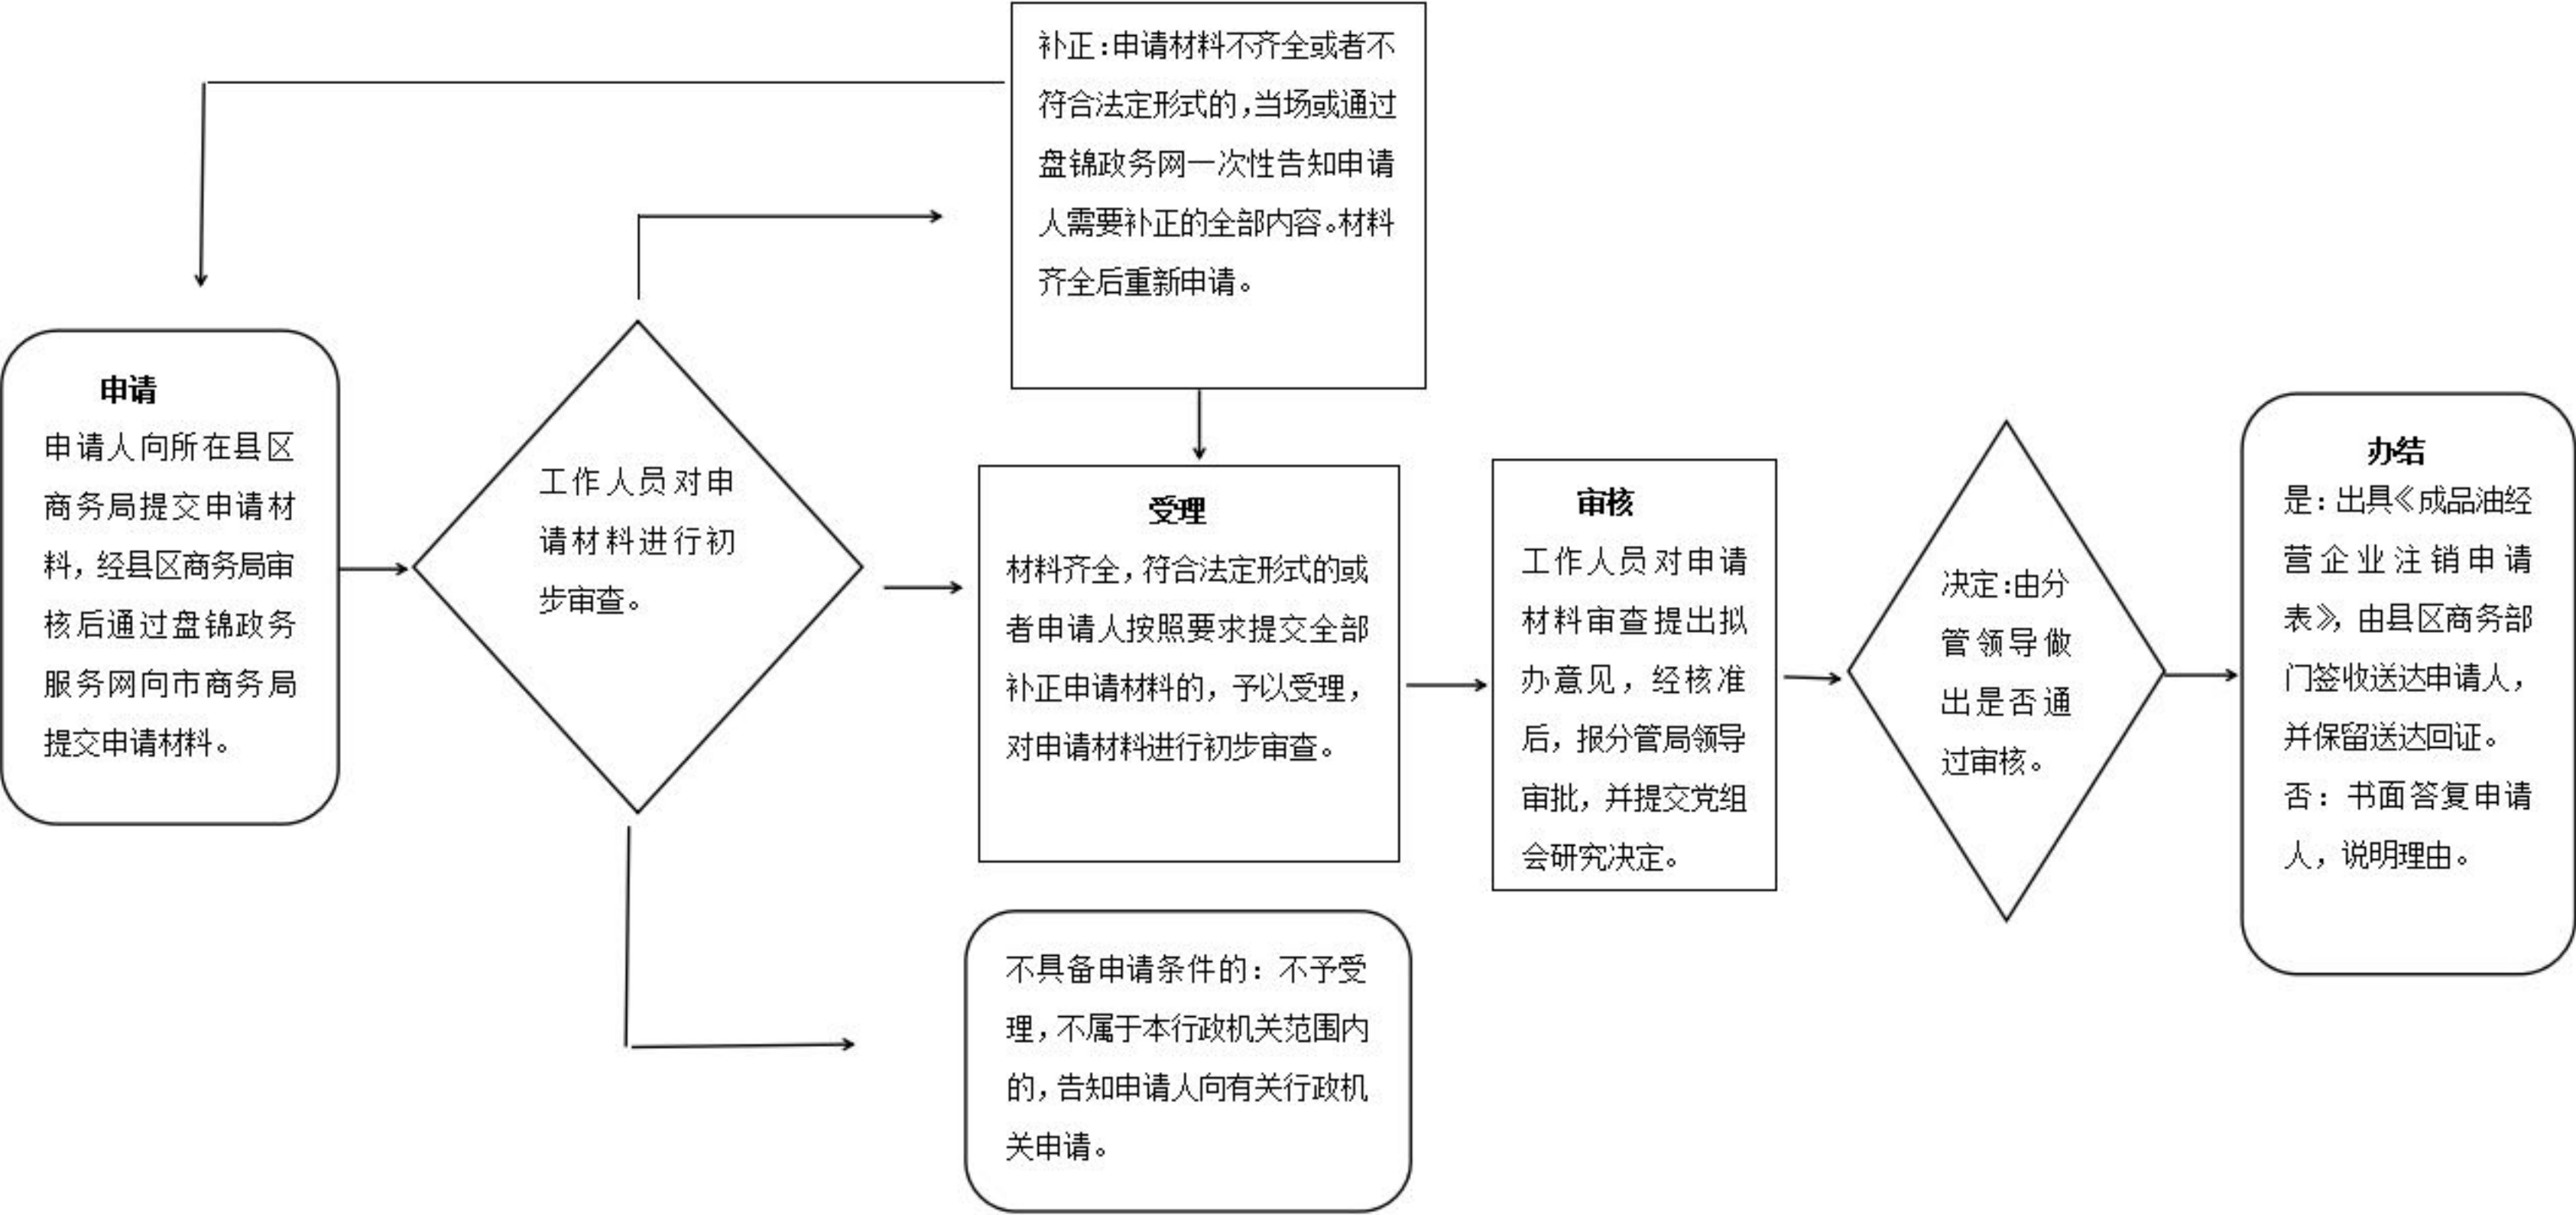 补正:申请材料不齐全或者不
符合法定形式的,当场或通过
盘锦政务网一次性告知申请
人需要补正的全部内容。材料
齐全后重新申请。
申请
申请人向所在县区
商务局提交申请材
料,经县区商务局审
核后通过盘锦政务
服务网向市商务局
提交申请材料。
工作人员对申
请材料进行初
步审查。
受理
材料齐全,符合法定形式的或
者申请人按照要求提交全部
补正申请材料的,予以受理,
对申请材料进行初步审查。
不具备申请条件的:不予受
理,不属于本行政机关范围内
的,告知申请人向有关行政机
关申请。
审核
工作人员对申请
材料审查提出拟
办意见,经核准
后,报分管局领导
审批,并提交党组
会研究决定。
决定:由分
管领导做
出是否通
过审核。
办结
是:出具《成品油经
营企业注销申请
表》,由县区商务部
门签收送达申请人,
并保留送达回证。
否:书面答复申请
人,说明理由。